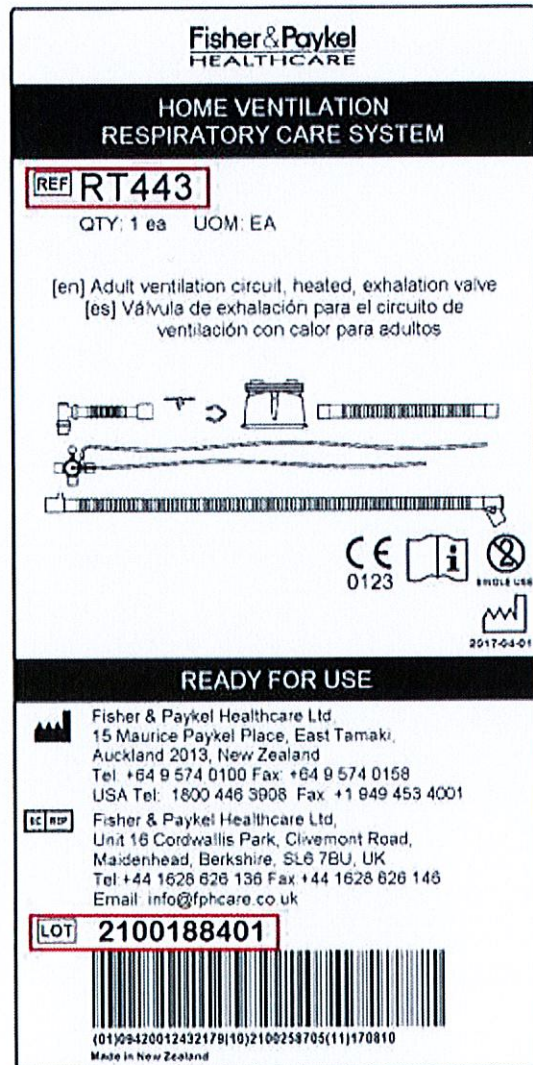 Fisher&Paykel
HEALTHCARE
HOME VENTILATION
RESPIRATORY CARE SYSTEM
REF RT443
QTY: 1 ea UOM: EA
[en] Adult ventilation circuit, heated, exhalation valve
[es] Válvula de exhalación para el circuito de
ventilación con calor para adultos
CE
0123
i
2
SINGLE USE
2017-04-01
READY FOR USE
Fisher & Paykel Healthcare Ltd,
15 Maurice Paykel Place, East Tamaki,
Auckland 2013, New Zealand
Tel: +64 9 574 0100 Fax: +64 9 574 0158
USA Tel: 1800 446 3908 Fax: +1 949 453 4001
EC REP
Fisher & Paykel Healthcare Ltd,
Unit 16 Cordwallis Park, Clivemont Road,
Maidenhead, Berkshire, SL6 7BU, UK
Tel:+44 1628 626 136 Fax:+44 1628 626 146
Email: info@fphcare.co.uk
LOT 2100188401
(01)09420012432179(10)2100258705(11)170810
Made in New Zealand